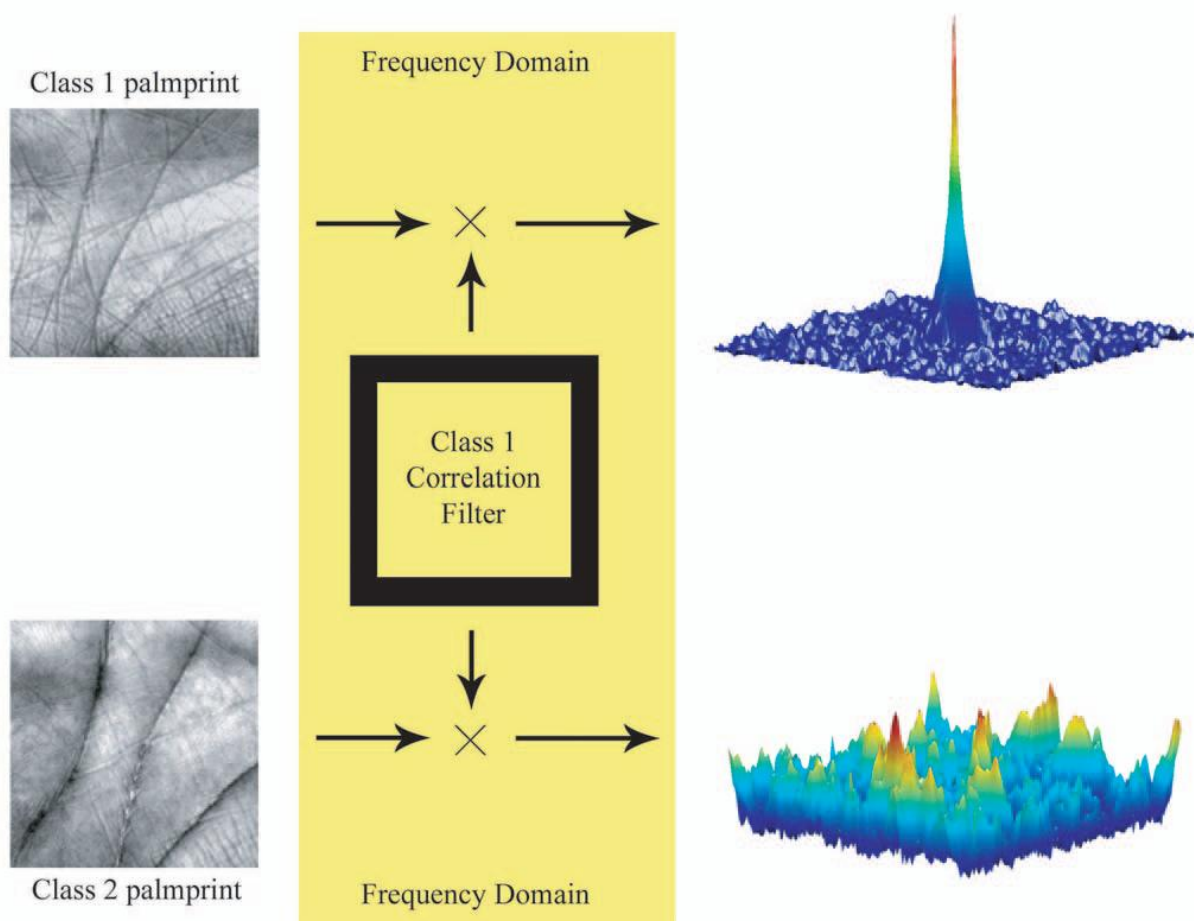 Frequency Domain
Class 1 palmprint
Class 1
Correlation
Filter
Class 2 palmprint
Frequency Domain